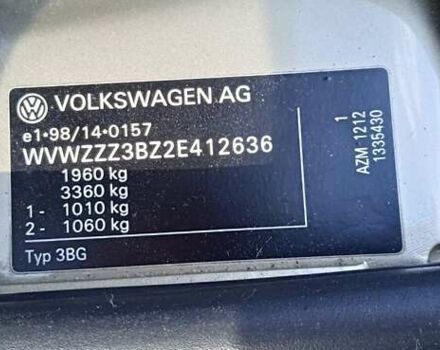 VOLKSWAGEN AG
e1•98/14•0157
WVWZZZ3BZ2E412636
1960 kg
3360 kg
1 - 1010 kg
2 - 1060 kg
Typ 3BG
1
AZM 1212
1335430